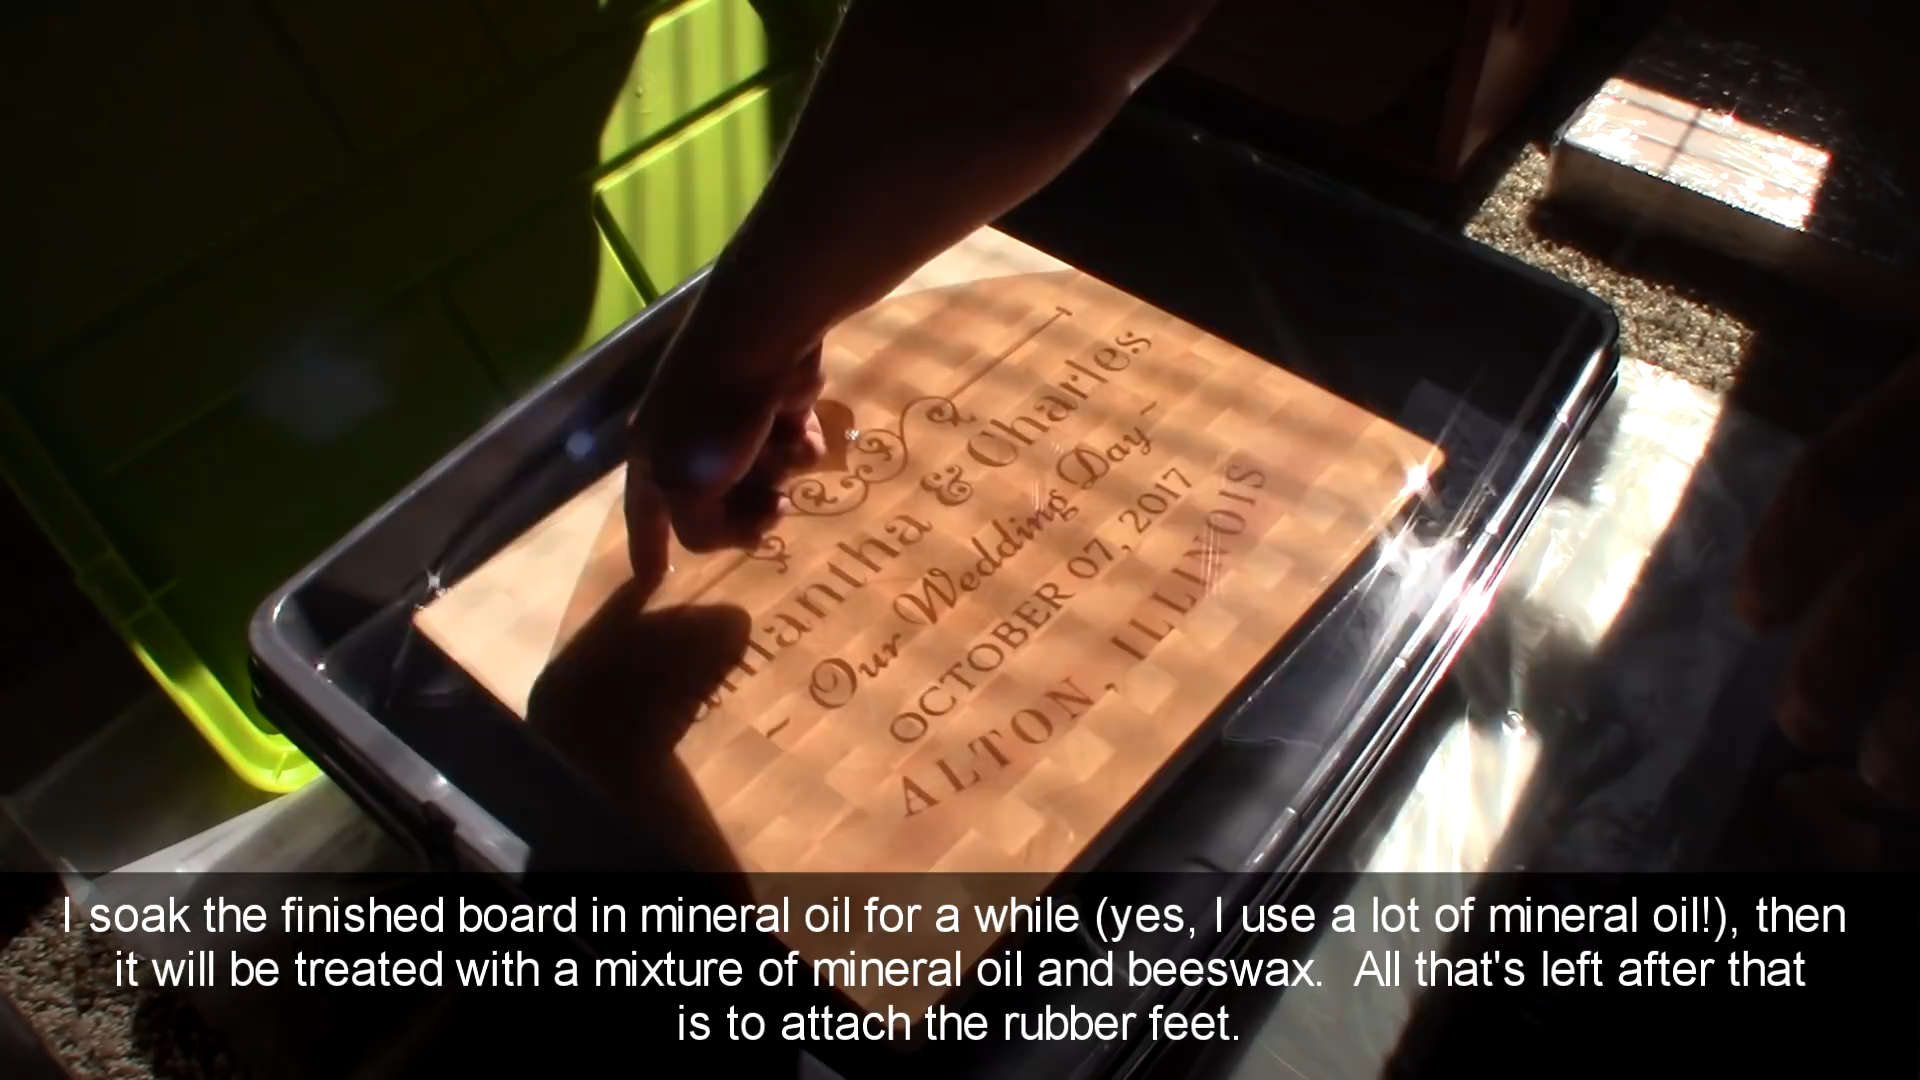 & Charles
~ Our Wedding Day ~
OCTOBER 07, 2017
ALTON, ILLINOIS
I soak the finished board in mineral oil for a while (yes, I use a lot of mineral oil!), then
it will be treated with a mixture of mineral oil and beeswax.  All that's left after that
is to attach the rubber feet.